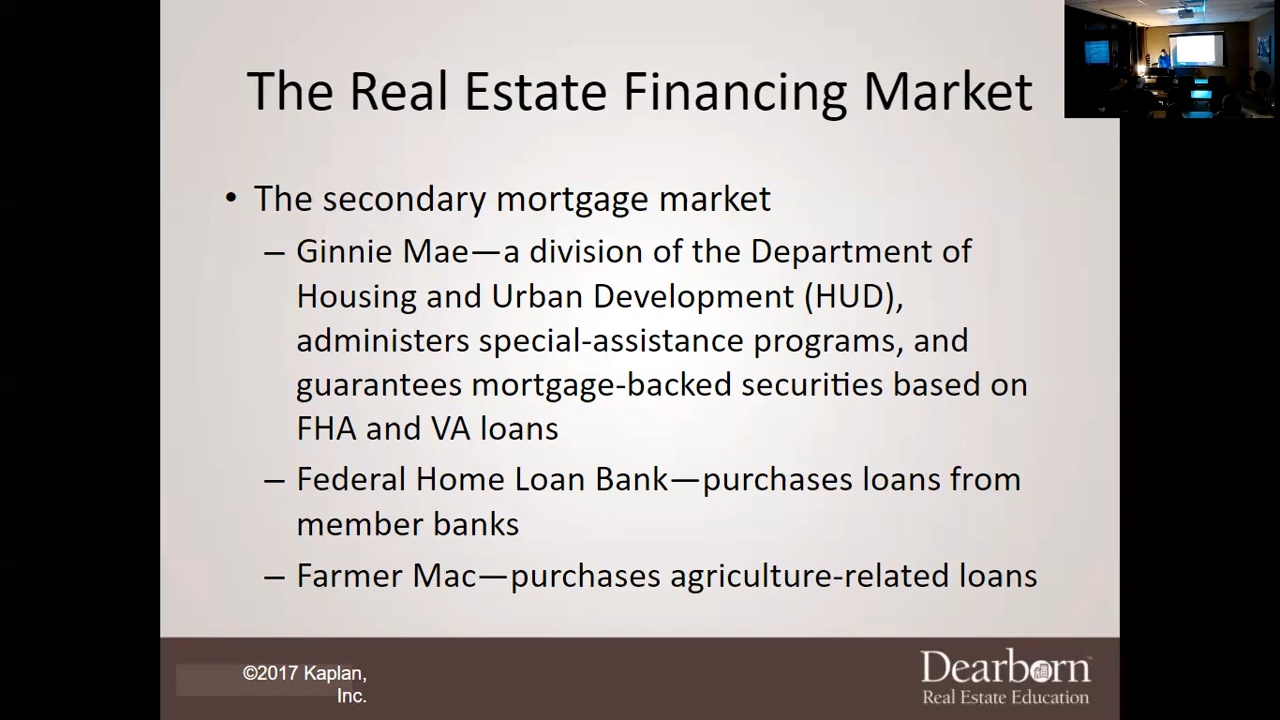 The Real Estate Financing Market
• The secondary mortgage market
– Ginnie Mae—a division of the Department of
Housing and Urban Development (HUD),
administers special-assistance programs, and
guarantees mortgage-backed securities based on
FHA and VA loans
– Federal Home Loan Bank—purchases loans from
member banks
– Farmer Mac—purchases agriculture-related loans
©2017 Kaplan,
Inc.
Dearborn™
Real Estate Education